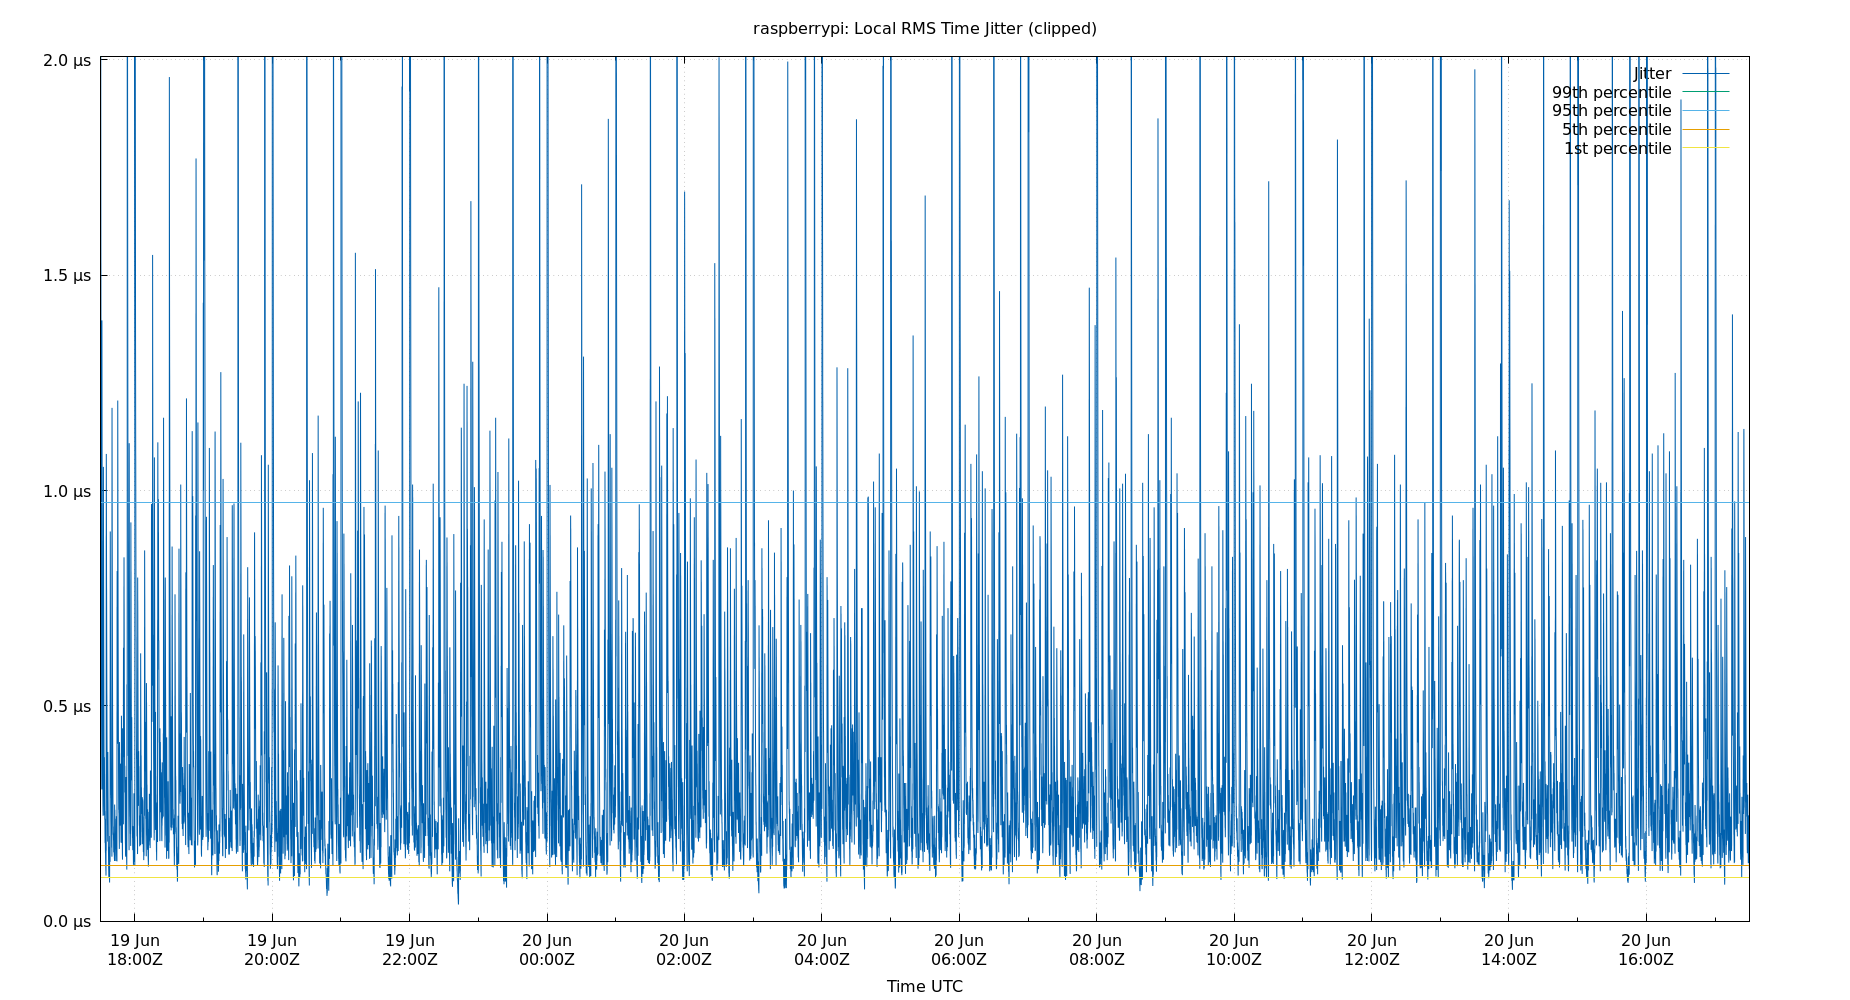 raspberrypi: Local RMS Time Jitter (clipped)
2.0 µs
1.5 µs
1.0 µs
0.5 µs
0.0 µs
Jitter
99th percentile
95th percentile
5th percentile
1st percentile
19 Jun 19 Jun 19 Jun 20 Jun 20 Jun 20 Jun 20 Jun 20 Jun 20 Jun 20 Jun 20 Jun 20 Jun
18:00Z 20:00Z 22:00Z 00:00Z 02:00Z 04:00Z 06:00Z 08:00Z 10:00Z 12:00Z 14:00Z 16:00Z
Time UTC